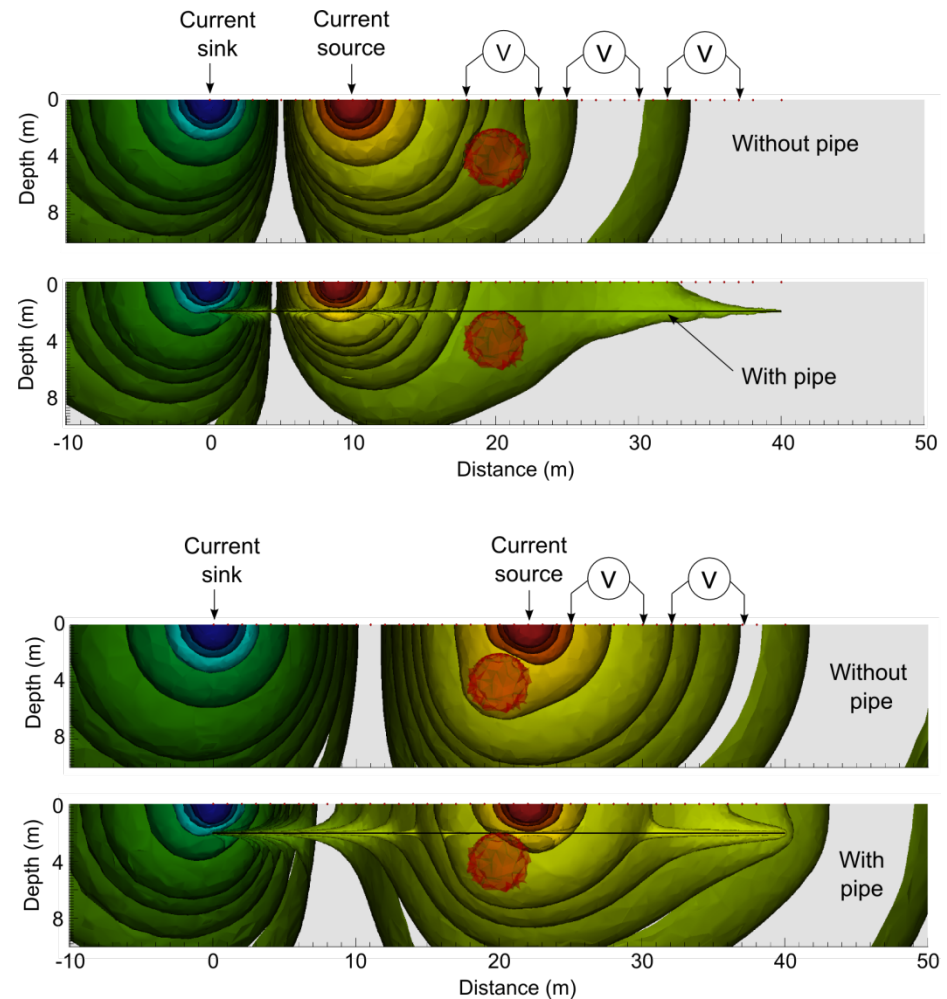 Current
sink
Current
source
V V V
0
4
8
Depth (m)
Without pipe
0
4
8
Depth (m)
With pipe
-10 0 10 20 30 40 50
Distance (m)
Current
sink
Current
source
V V
0
4
8
Depth (m)
Without
pipe
0
4
8
Depth (m)
With
pipe
-10 0 10 20 30 40 50
Distance (m)